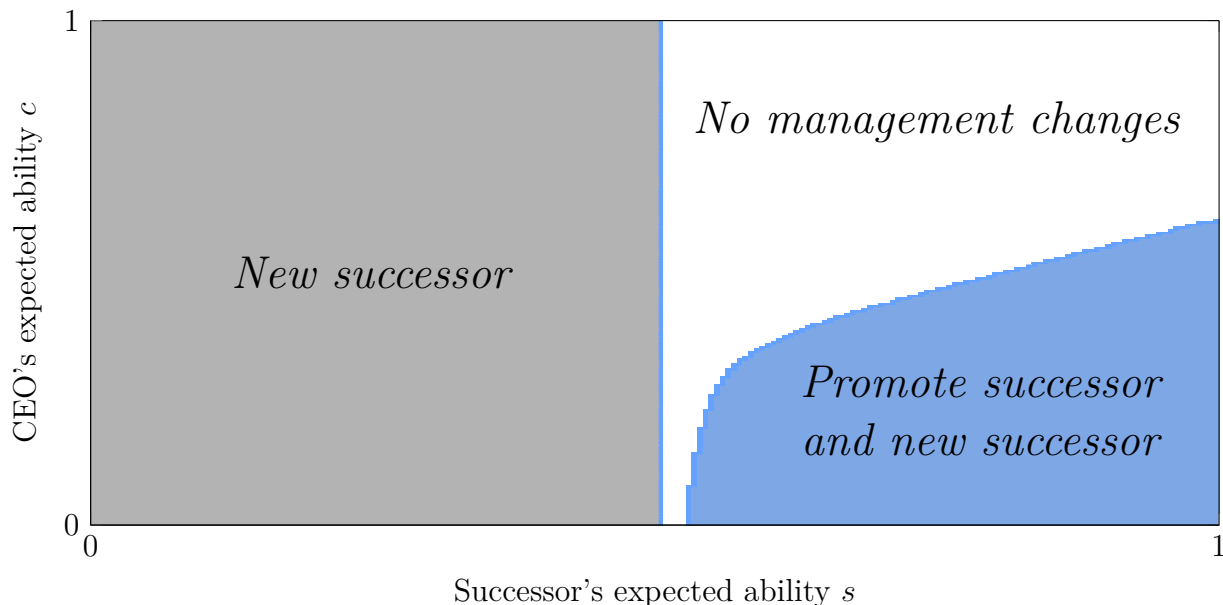 1
No management changes
New successor
CEO's expected ability c
Promote successor
and new successor
0
0
1
Successor's expected ability s